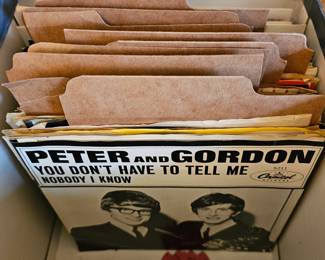 PETER AND GORDON
YOU DON'T HAVE TO TELL ME
NOBODY I KNOW
Capitol